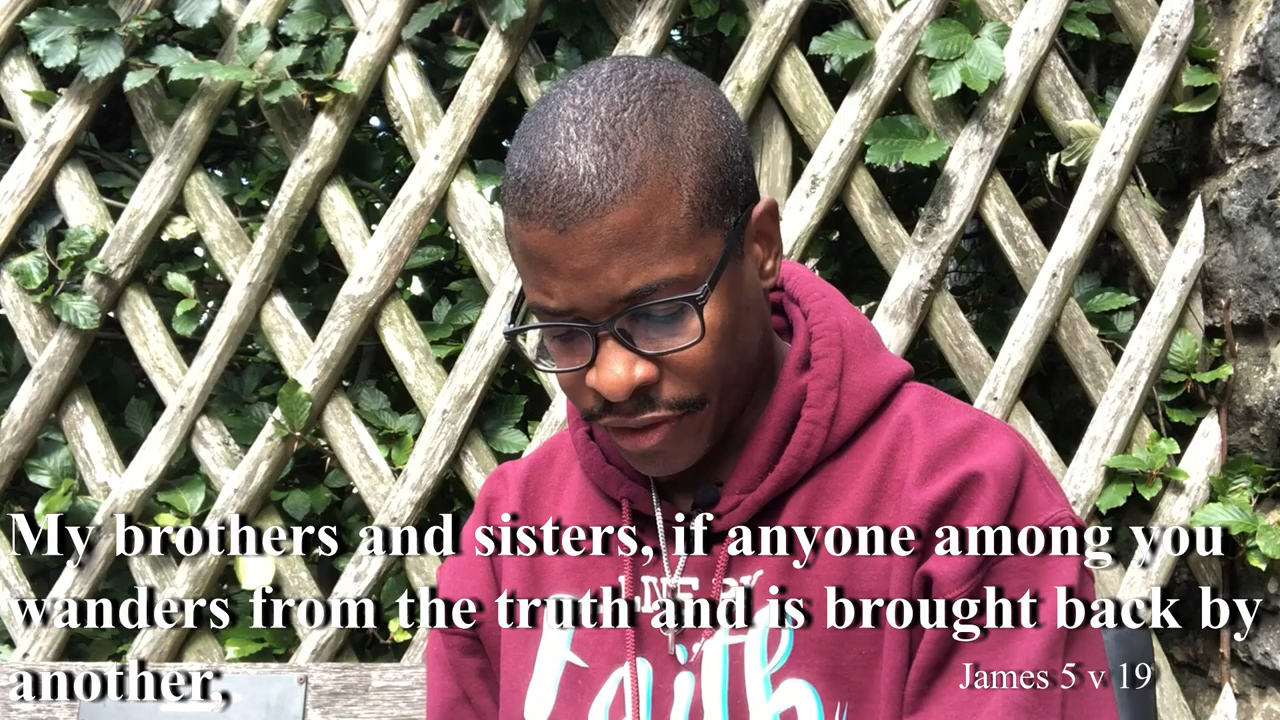 My brothers and sisters, if anyone among you
wanders from the truth and is brought back by
another,
James 5 v 19
faith